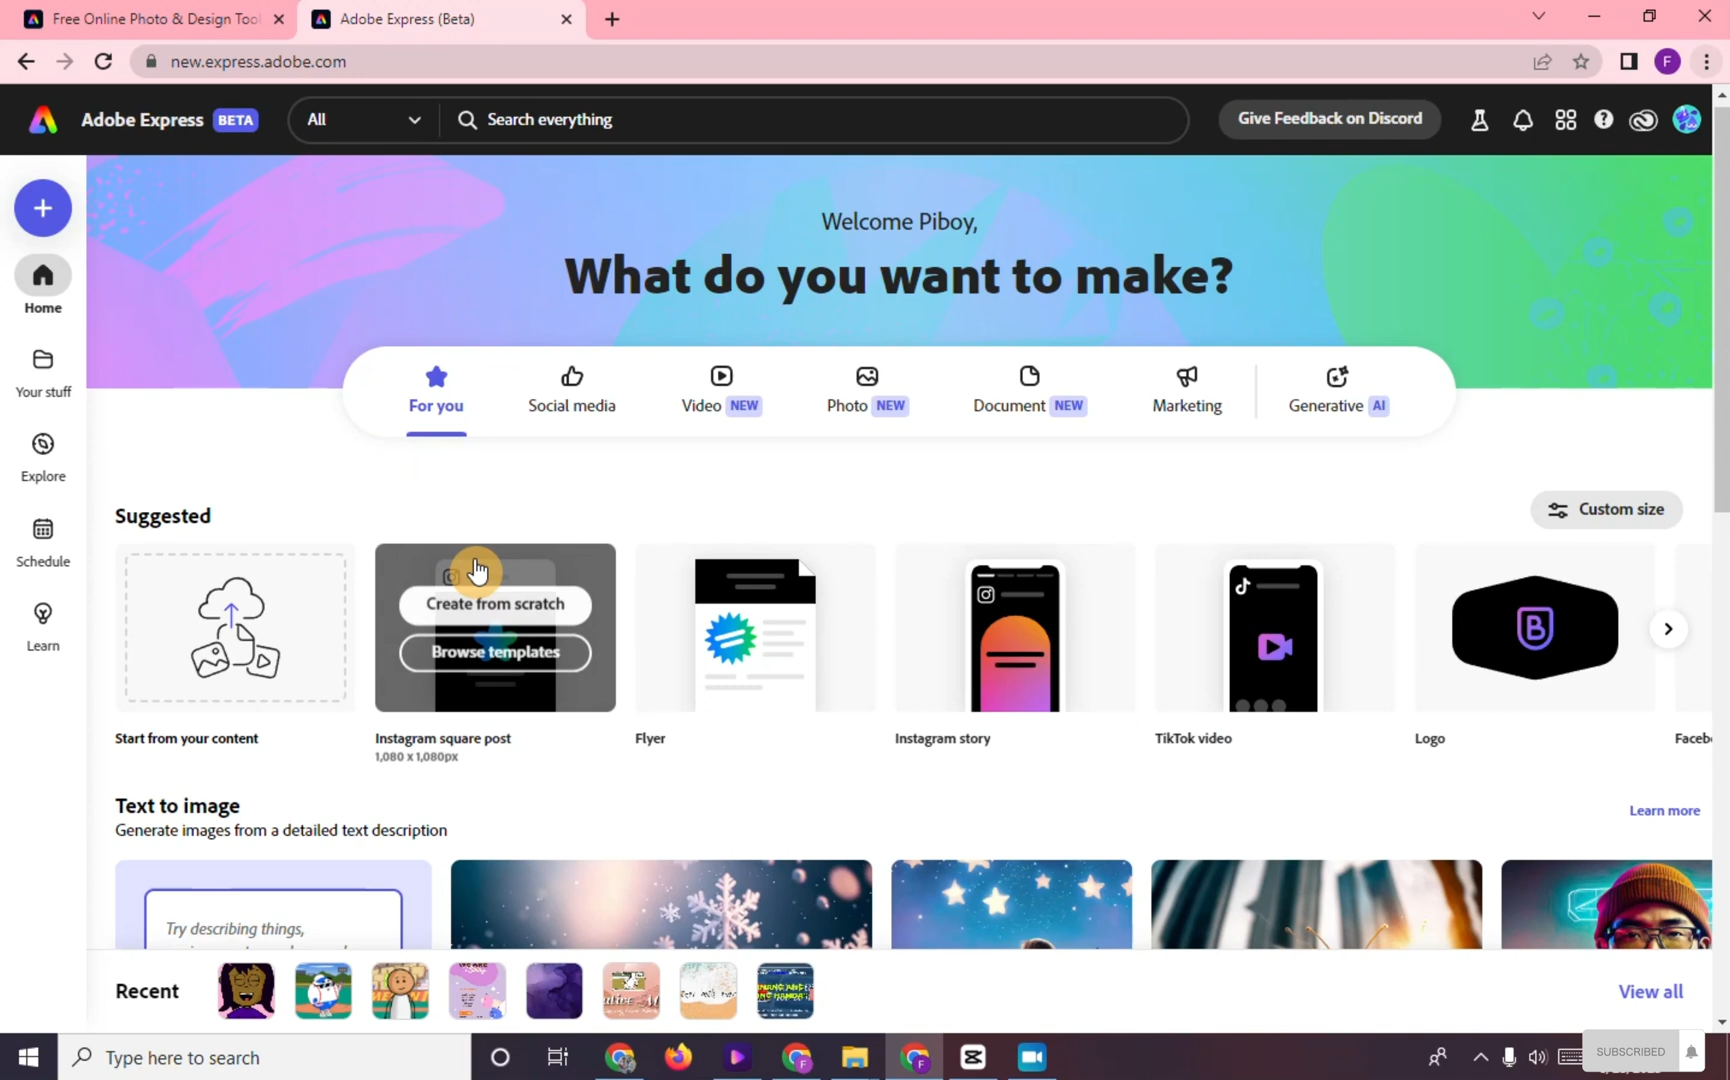 Free Online Photo & Design Tool
Adobe Express (Beta)
new.express.adobe.com
F
Adobe Express BETA
All
Search everything
Give Feedback on Discord
Welcome Piboy,
What do you want to make?
For you
Social media
Video NEW
Photo NEW
Document NEW
Marketing
Generative AI
Home
Your stuff
Explore
Schedule
Learn
Suggested
Custom size
Create from scratch
Browse templates
B
Start from your content
Instagram square post
1,080 x 1,080px
Flyer
Instagram story
TikTok video
Logo
Text to image
Learn more
Generate images from a detailed text description
Try describing things,
Recent
View all
Type here to search
SUBSCRIBED